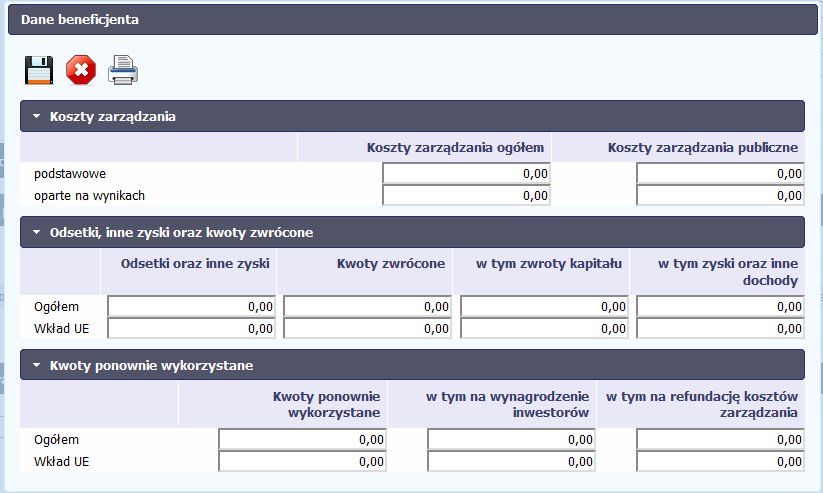 Dane beneficjenta
Koszty zarządzania
Koszty zarządzania ogółem Koszty zarządzania publiczne
podstawowe 0,00 0,00
oparte na wynikach 0,00 0,00
Odsetki, inne zyski oraz kwoty zwrócone
Odsetki oraz inne zyski Kwoty zwrócone w tym zwroty kapitału w tym zyski oraz inne
dochody
Ogółem 0,00 0,00 0,00 0,00
Wkład UE 0,00 0,00 0,00 0,00
Kwoty ponownie wykorzystane
Kwoty ponownie w tym na wynagrodzenie w tym na refundację kosztów
wykorzystane inwestorów zarządzania
Ogółem 0,00 0,00 0,00
Wkład UE 0,00 0,00 0,00